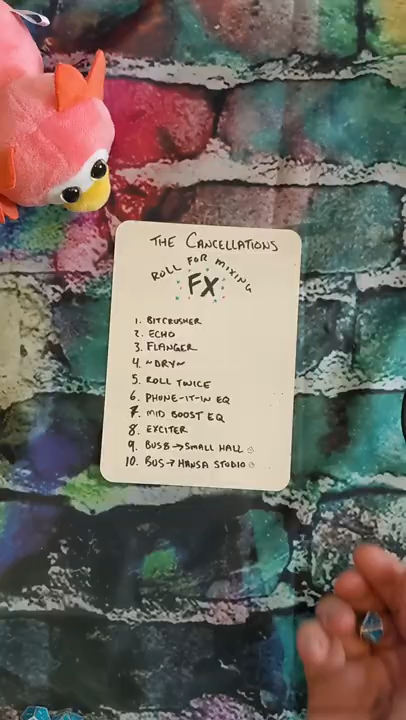 THE CANCELLATIONS
ROLL FOR MIXING
FX
1. BITCRUSHER
2. ECHO
3. FLANGER
4. ~DRY~
5. ROLL TWICE
6. PHONE-IT-IN EQ
7. MID BOOST EQ
8. EXCITER
9. BUSB→SMALL HALL
10. BUS→HANSA STUDIO